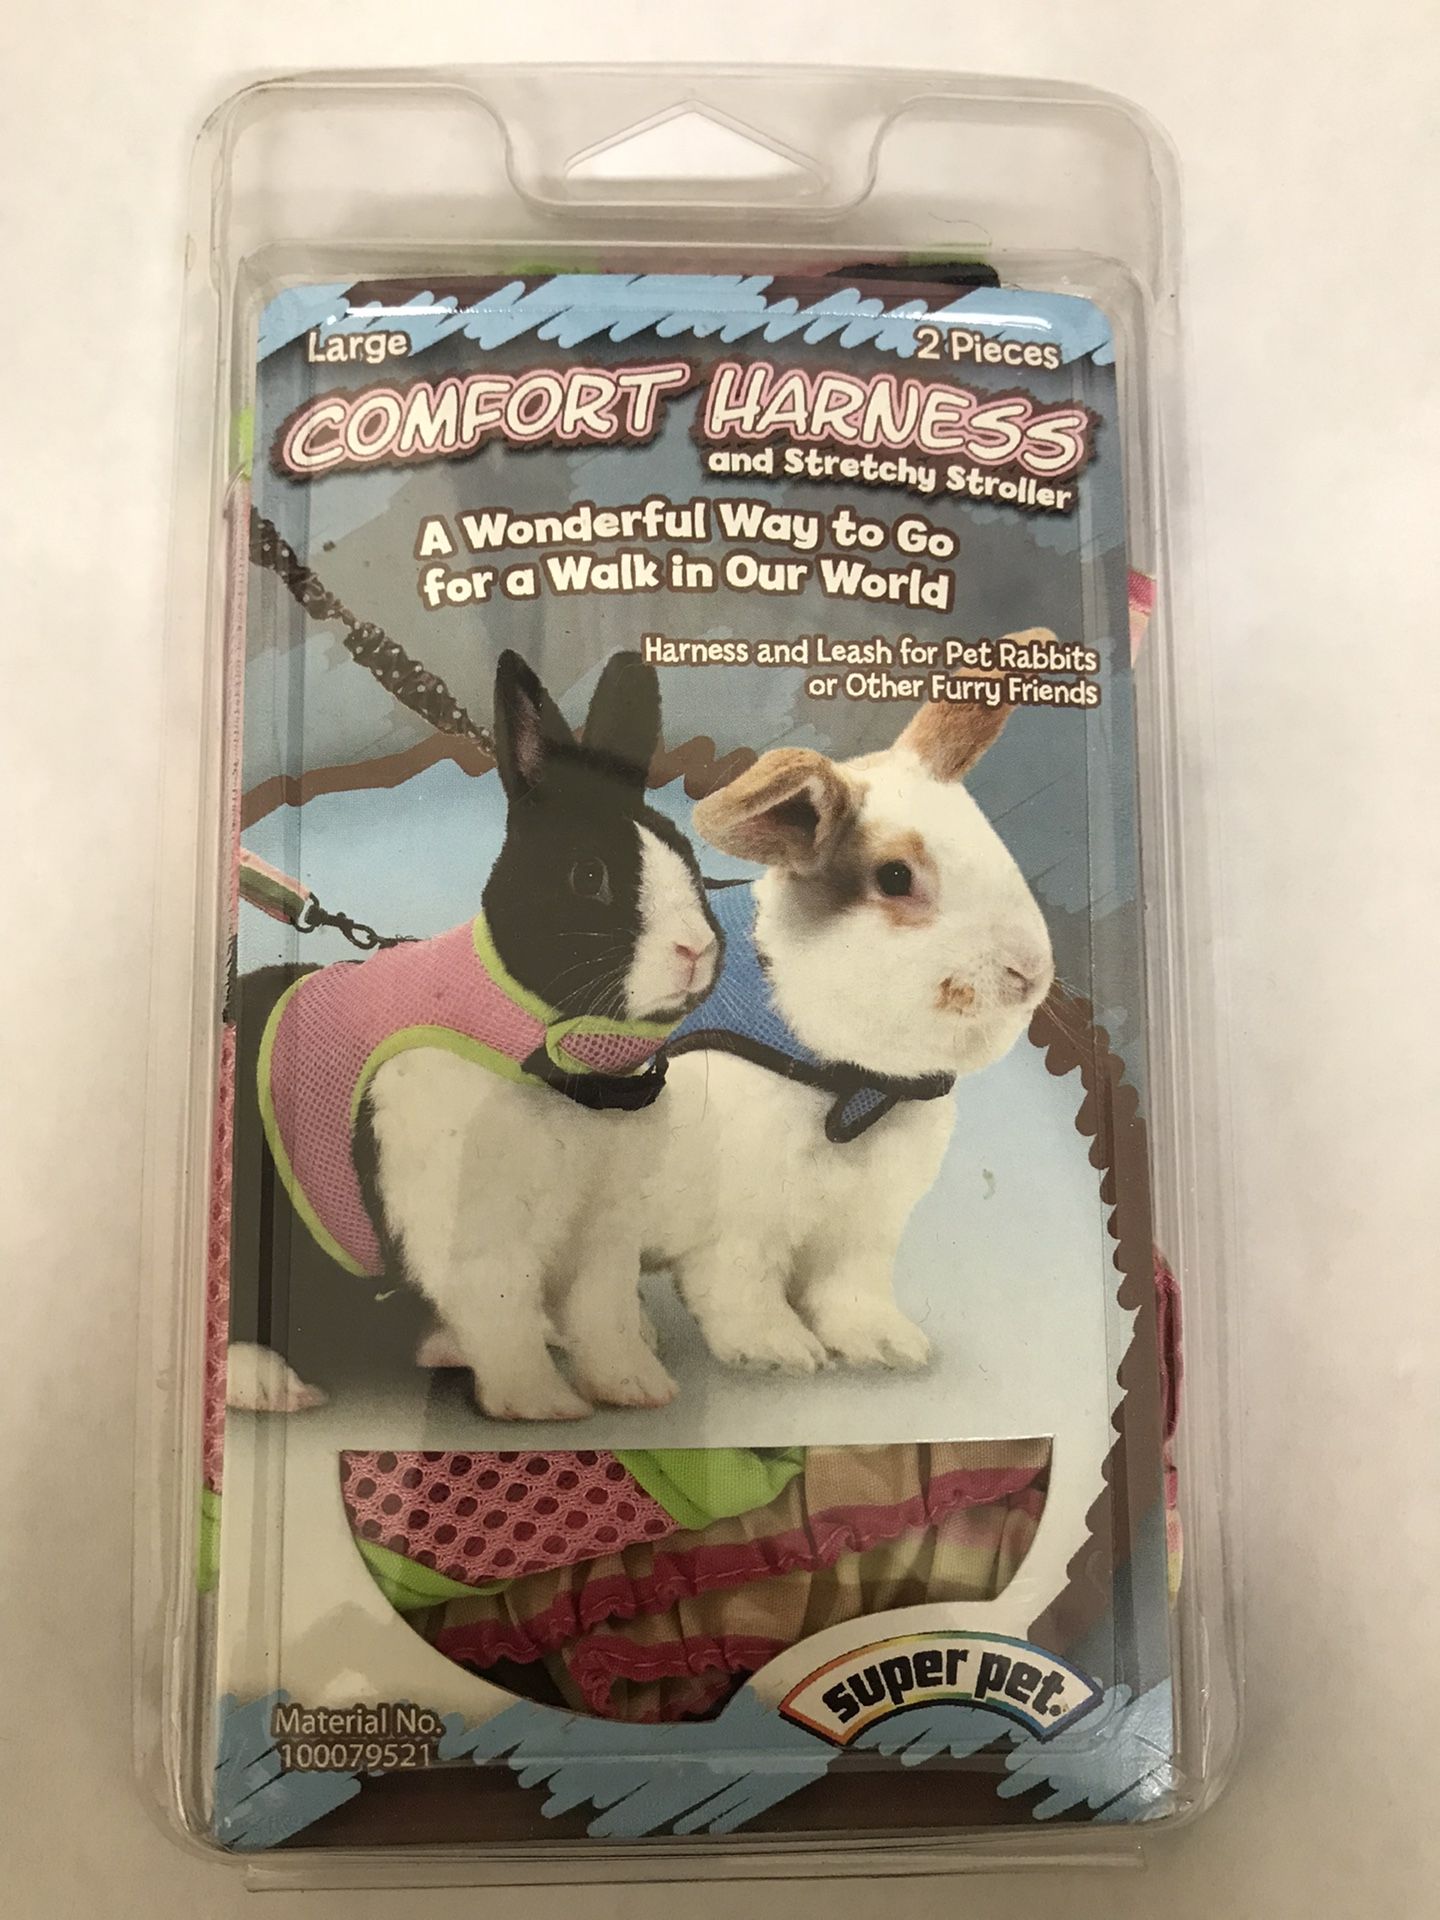 Large
2 Pieces
COMFORT HARNESS
and Stretchy Stroller
A Wonderful Way to Go
for a Walk in Our World
Harness and Leash for Pet Rabbits
or Other Furry Friends
super pet®
Material No.
100079521